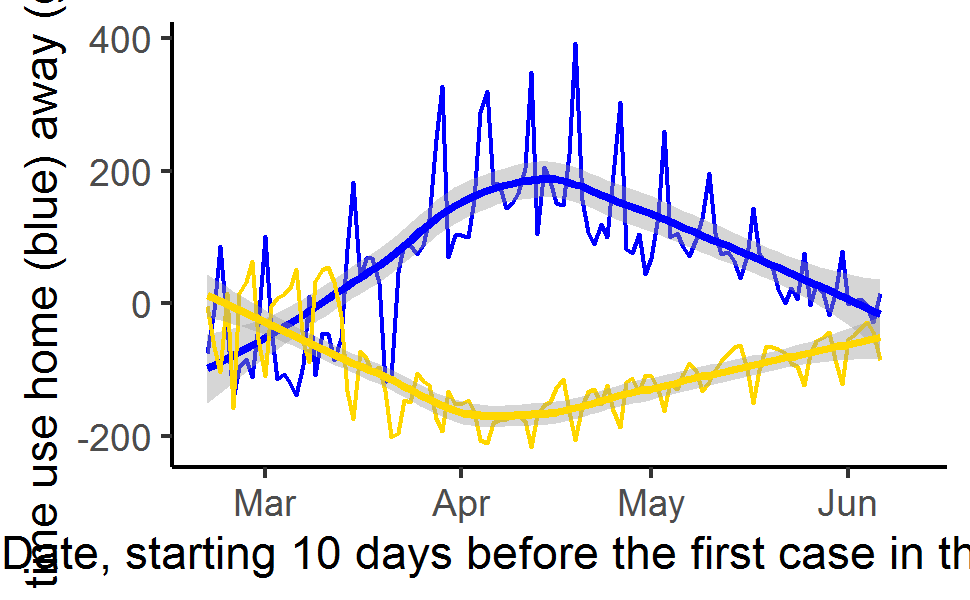 time use home (blue) away (
400
200
0
-200
Mar Apr May Jun
Date, starting 10 days before the first case in th